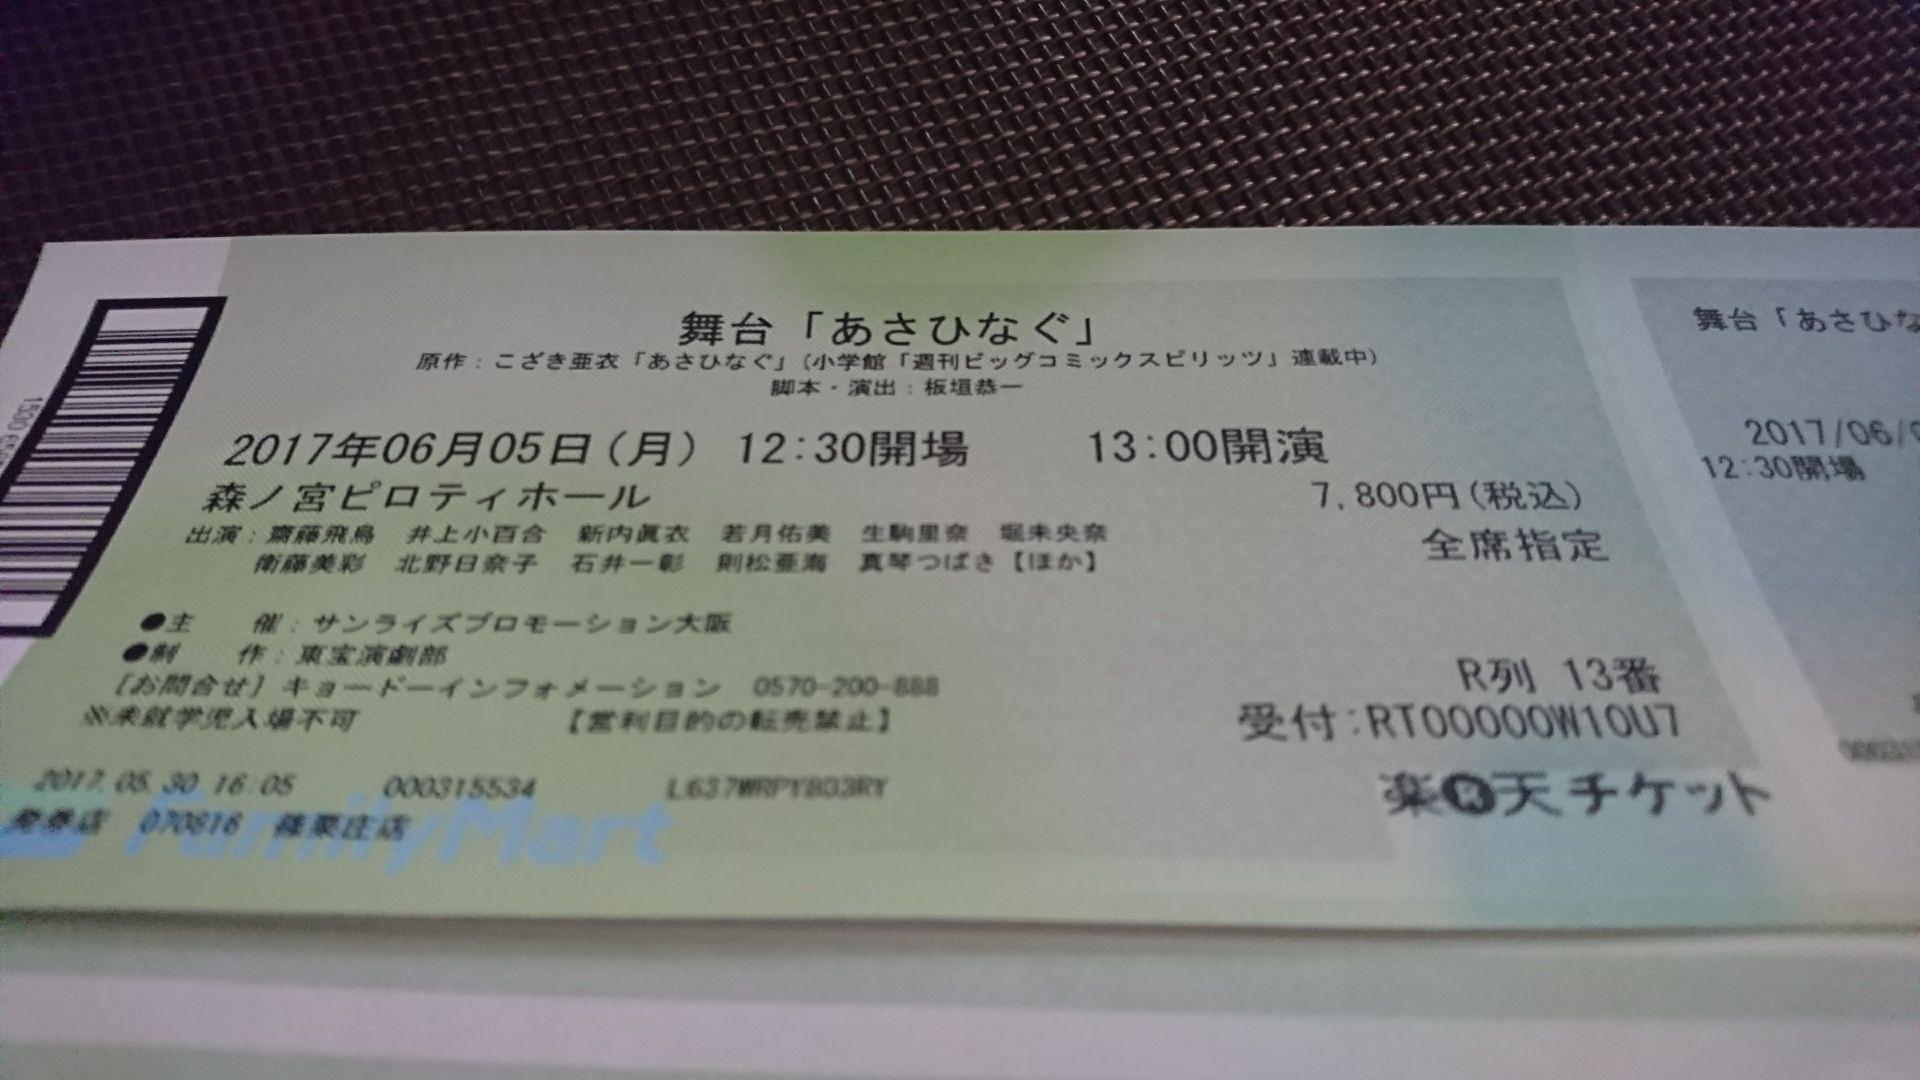 舞台「あさひなぐ」
原作：こざき亜衣「あさひなぐ」(小学館「週刊ビッグコミックスピリッツ」連載中)
脚本・演出：板垣恭一
2017年06月05日(月) 12:30開場 13:00開演
森ノ宮ピロティホール 7,800円(税込)
全席指定
出演：齋藤飛鳥 井上小百合 新内眞衣 若月佑美 生駒里奈 堀未央奈
衛藤美彩 北野日奈子 石井一彰 則松亜海 真琴つばさ【ほか】
●主 催：サンライズプロモーション大阪
●制 作：東宝演劇部
[お問合せ] キョードーインフォメーション 0570-200-888
※未就学児入場不可 【営利目的の転売禁止】
R列 13番
受付：RT00000W10U7
2017.05.30 16:05 000315534 L637WRPY803RY
発券店 070816 篠栗庄店
FamilyMart
楽天チケット
舞台「あさひな
2017/06/0
12:30開場